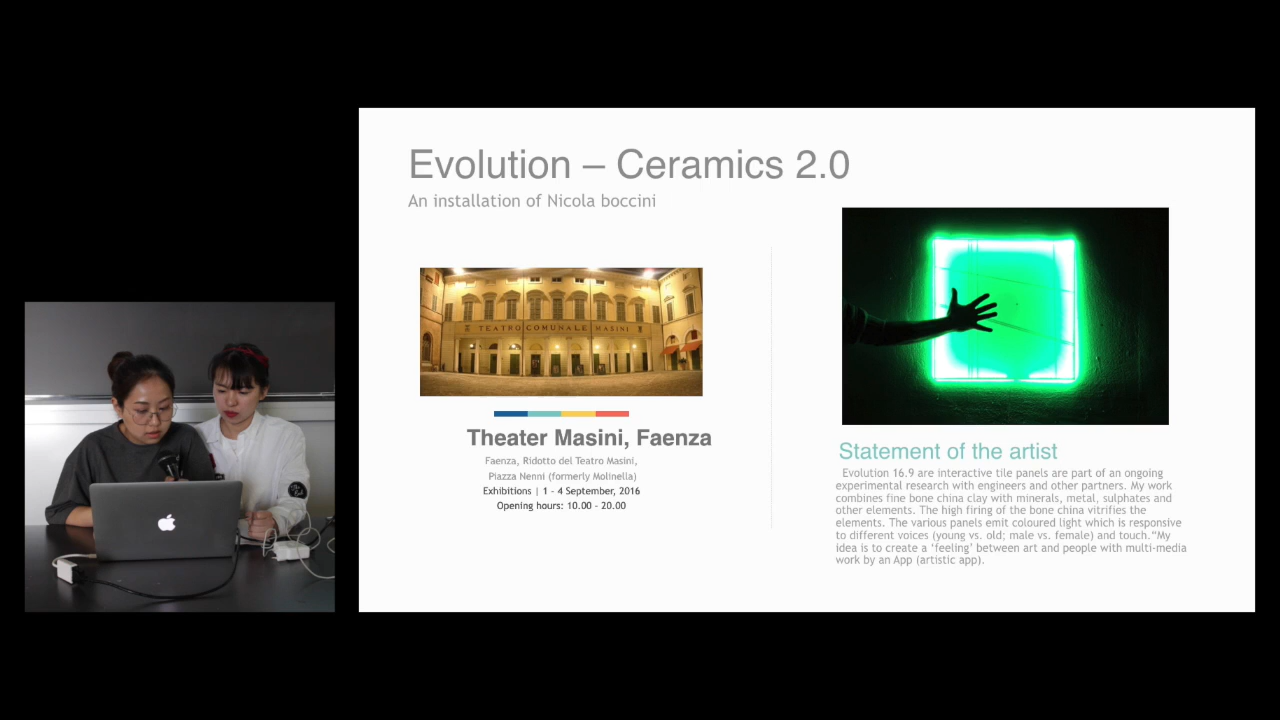 Evolution – Ceramics 2.0
An installation of Nicola boccini
TEATRO COMUNALE MASINI
Theater Masini, Faenza
Faenza, Ridotto del Teatro Masini,
Piazza Nenni (formerly Molinella)
Exhibitions | 1 - 4 September, 2016
Opening hours: 10.00 - 20.00
Statement of the artist
Evolution 16.9 are interactive tile panels are part of an ongoing
experimental research with engineers and other partners. My work
combines fine bone china clay with minerals, metal, sulphates and
other elements. The high firing of the bone china vitrifies the
elements. The various panels emit coloured light which is responsive
to different voices (young vs. old; male vs. female) and touch.“My
idea is to create a ‘feeling’ between art and people with multi-media
work by an App (artistic app).